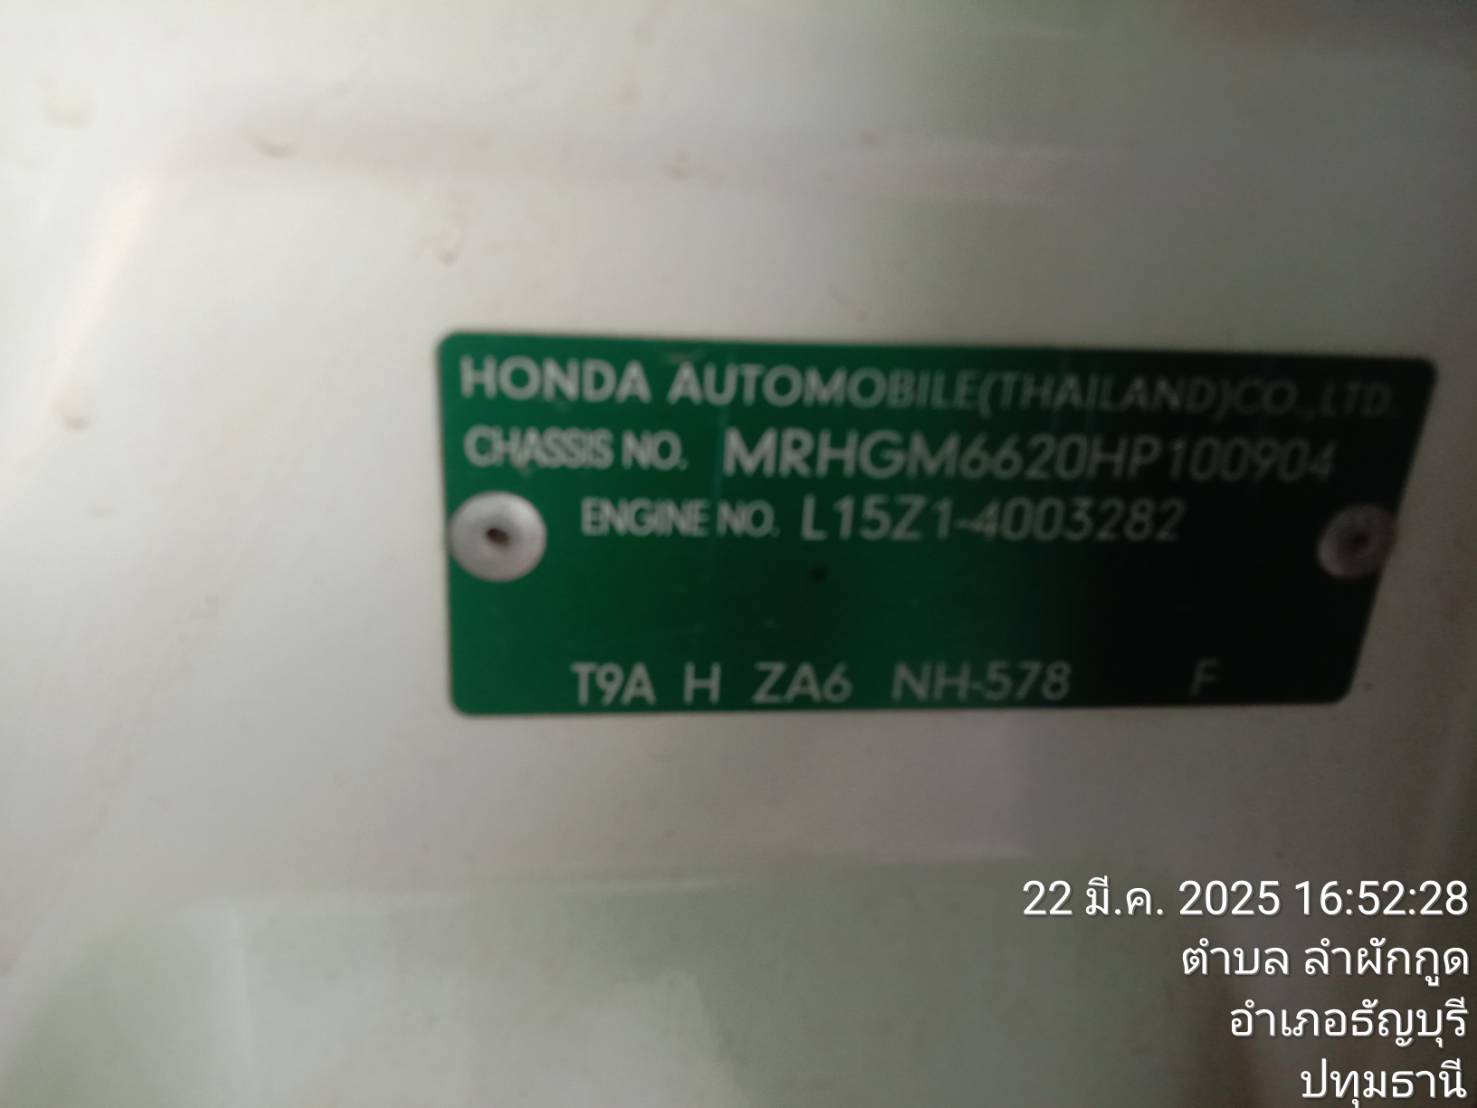 HONDA AUTOMOBILE(THAILAND)CO.,LTD.
CHASSIS NO. MRHGM6620HP100904
ENGINE NO. L15Z1-4003282
T9A H ZA6 NH-578 F
22 มี.ค. 2025 16:52:28
ตำบล ลำผักกูด
อำเภอธัญบุรี
ปทุมธานี